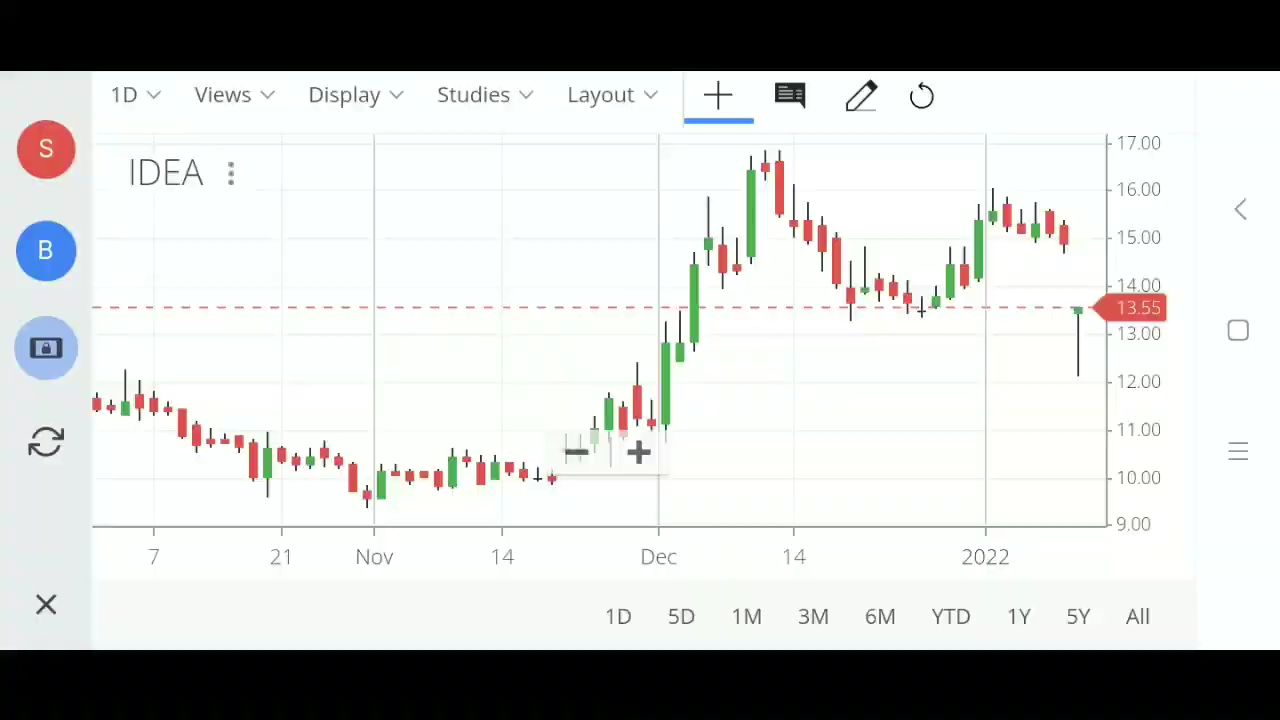 1D Views Display Studies Layout
S
IDEA
B
17.00
16.00
15.00
14.00
13.55
13.00
12.00
11.00
10.00
9.00
7 21 Nov 14 Dec 14 2022
1D 5D 1M 3M 6M YTD 1Y 5Y All